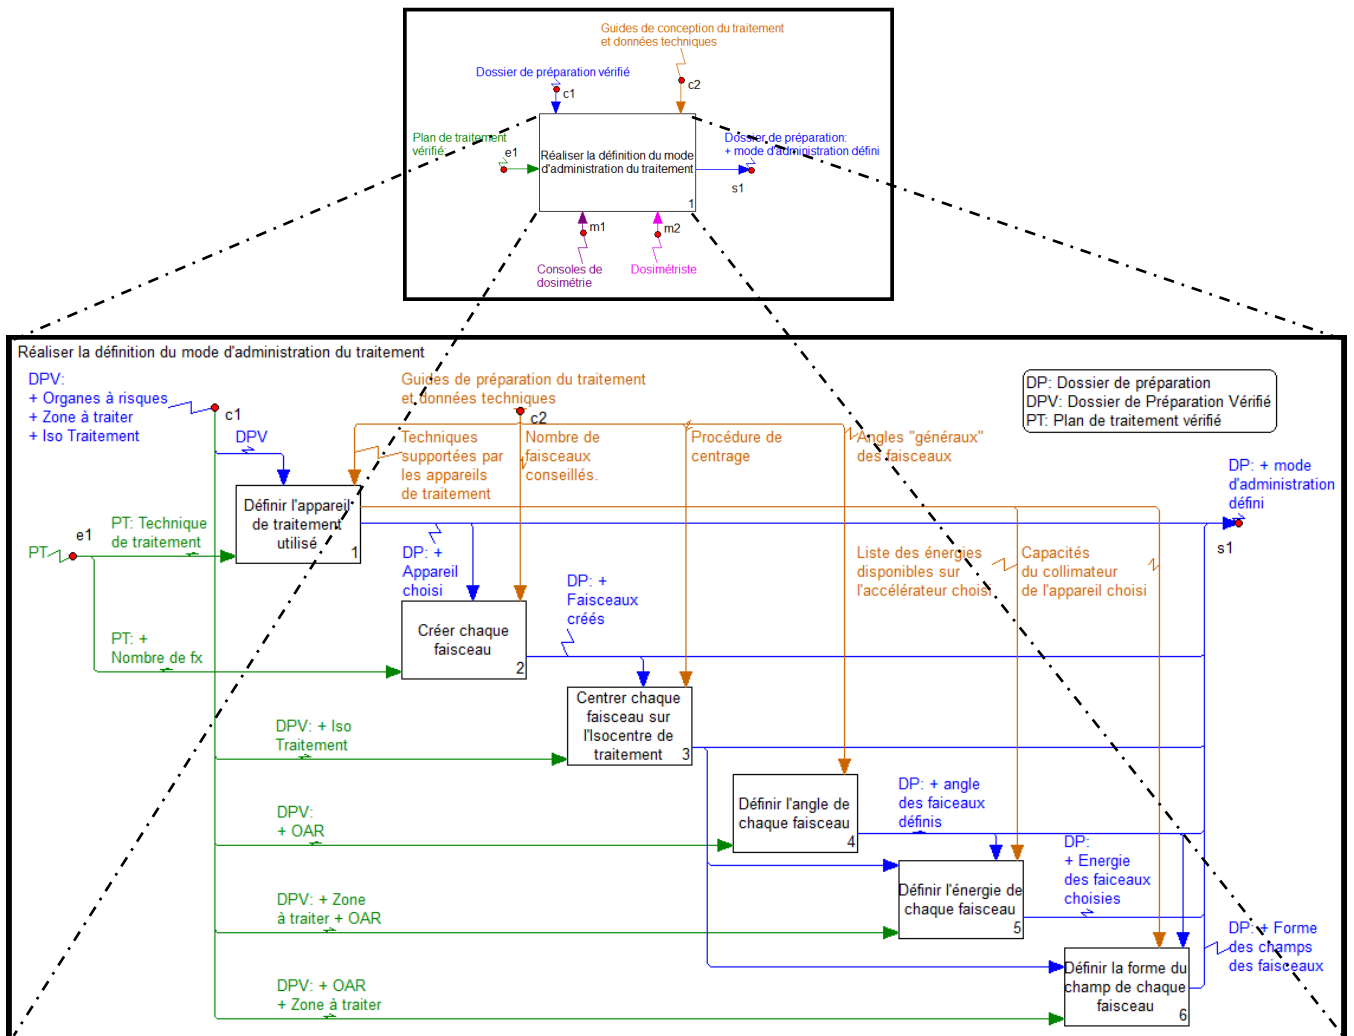 Guides de conception du traitement
et données techniques
Dossier de préparation vérifié
c1
c2
Plan de traitement
vérifié:
e1
Réaliser la définition du mode
d'administration du traitement
1
Dossier de préparation:
+ mode d'administration défini
s1
m1
m2
Consoles de
dosimétrie
Dosimétriste
Réaliser la définition du mode d'administration du traitement
DPV:
+ Organes à risques
+ Zone à traiter
+ Iso Traitement
c1
DPV
Guides de préparation du traitement
et données techniques
c2
DP: Dossier de préparation
DPV: Dossier de Préparation Vérifié
PT: Plan de traitement vérifié
Techniques
supportées par
les appareils
de traitement
Nombre de
faisceaux
conseillés.
Procédure de
centrage
Angles "généraux"
des faisceaux
DP: + mode
d'administration
défini
s1
PT
e1
PT: Technique
de traitement
Définir l'appareil
de traitement
utilisé
1
DP: +
Appareil
choisi
DP: +
Faisceaux
créés
Liste des énergies
disponibles sur
l'accélérateur choisi
Capacités
du collimateur
de l'appareil choisi
PT: +
Nombre de fx
Créer chaque
faisceau
2
DPV: + Iso
Traitement
Centrer chaque
faisceau sur
l'Isocentre de
traitement
3
DPV:
+ OAR
Définir l'angle de
chaque faisceau
4
DP: + angle
des faiceaux
définis
DPV: + Zone
à traiter + OAR
Définir l'énergie de
chaque faisceau
5
DP:
+ Energie
des faiceaux
choisies
DPV: + OAR
+ Zone à traiter
Définir la forme du
champ de chaque
faisceau
6
DP: + Forme
des champs
des faisceaux